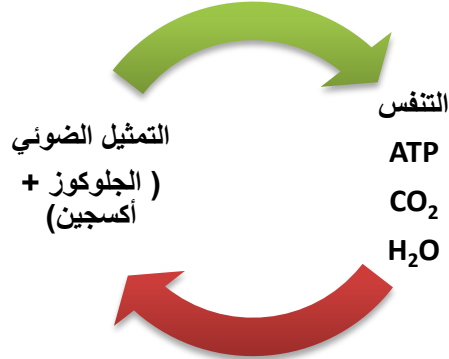 التمثيل الضوئي
( الجلوكوز +
أكسجين)
التنفس
ATP
CO₂
H₂O